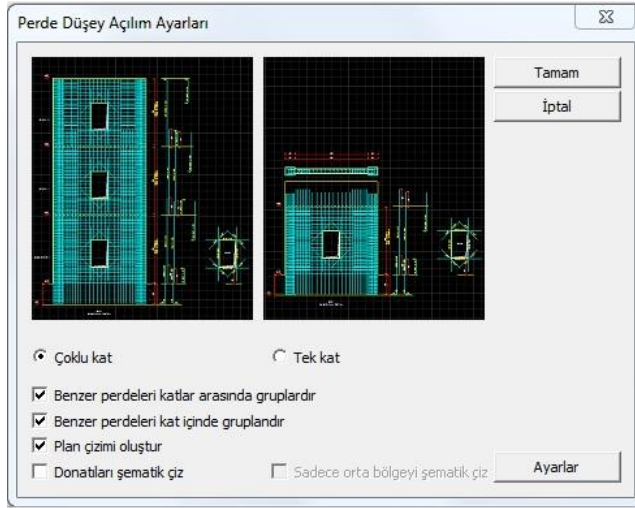 Perde Düşey Açılım Ayarları
Tamam
İptal
Çoklu kat
Tek kat
Benzer perdeleri katlar arasında gruplardır
Benzer perdeleri kat içinde gruplandır
Plan çizimi oluştur
Donatıları şematik çiz
Sadece orta bölgeyi şematik çiz
Ayarlar